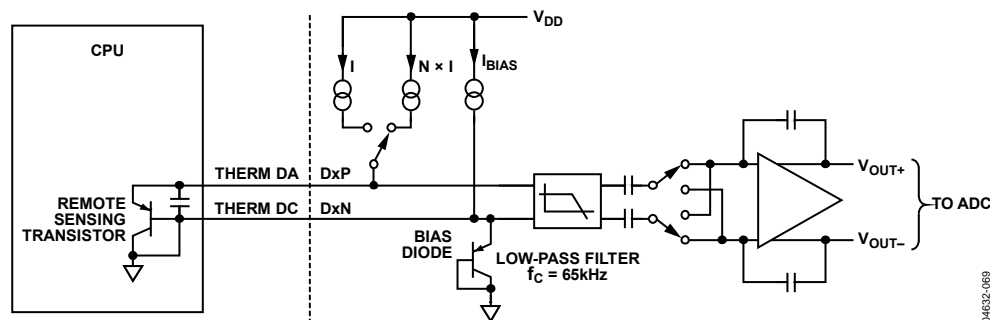 CPU
V_DD
I
N × I
I_BIAS
THERM DA
DxP
THERM DC
DxN
REMOTE
SENSING
TRANSISTOR
BIAS
DIODE
LOW-PASS FILTER
f_C = 65kHz
V_OUT+
V_OUT–
TO ADC
04632-069